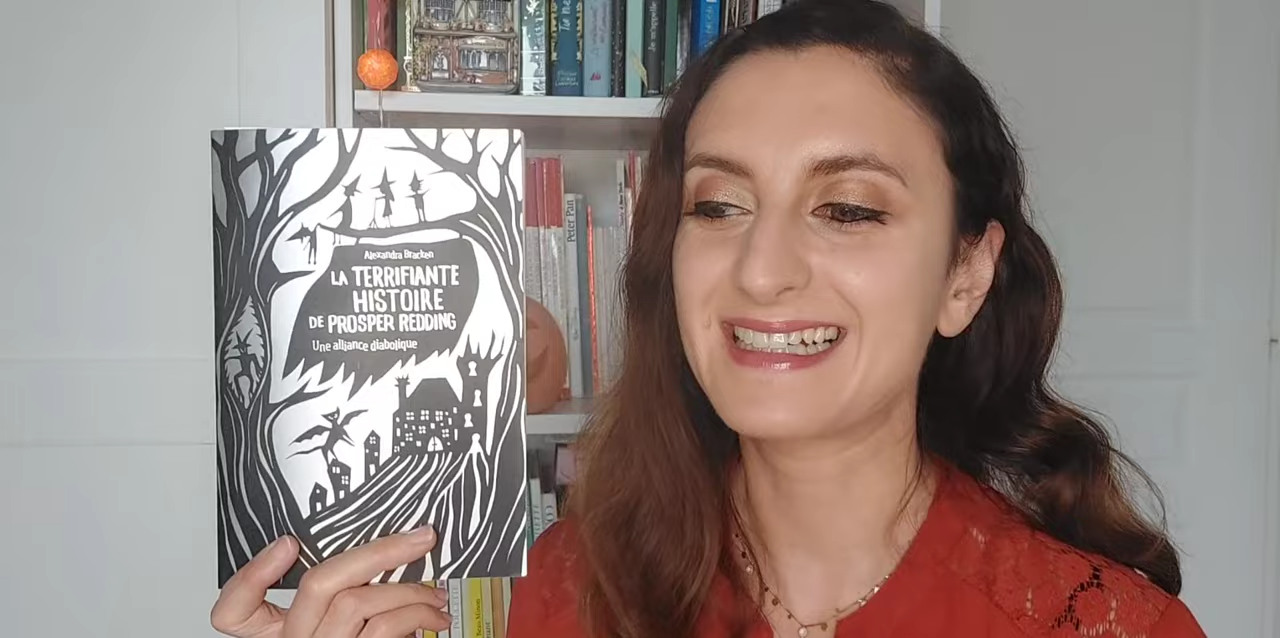 Alexandra Bracken
LA TERRIFIANTE
HISTOIRE
DE PROSPER REDDING
Une alliance diabolique
Peter Pan